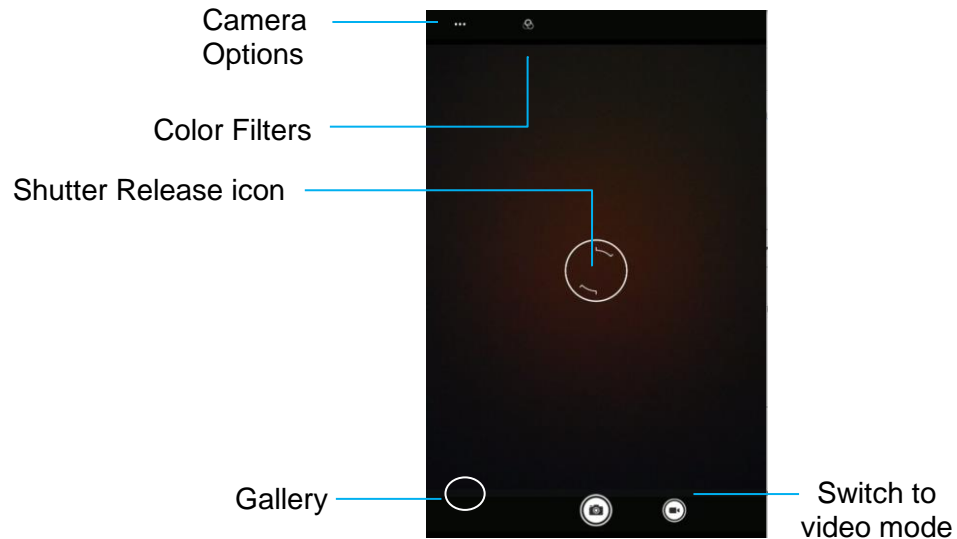 Camera
Options
Color Filters
Shutter Release icon
Gallery
Switch to
video mode